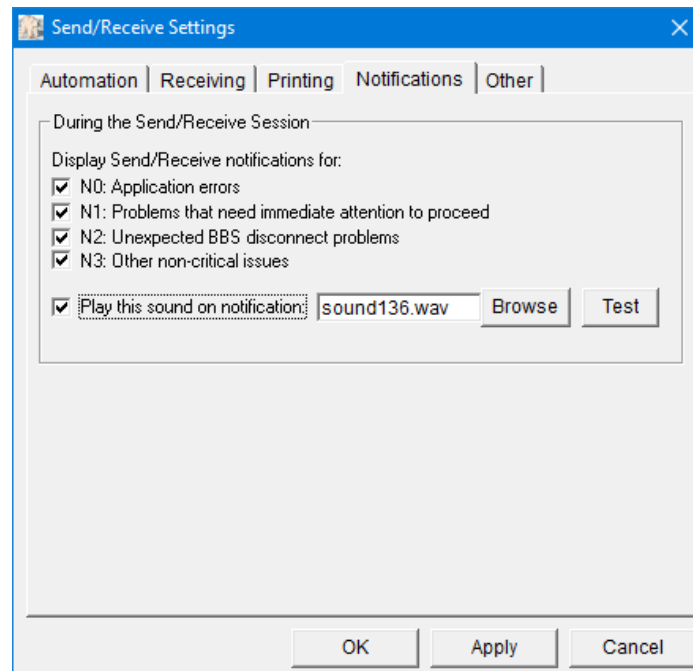 Send/Receive Settings
Automation Receiving Printing Notifications Other
During the Send/Receive Session
Display Send/Receive notifications for:
N0: Application errors
N1: Problems that need immediate attention to proceed
N2: Unexpected BBS disconnect problems
N3: Other non-critical issues
Play this sound on notification: sound136.wav Browse Test
OK Apply Cancel